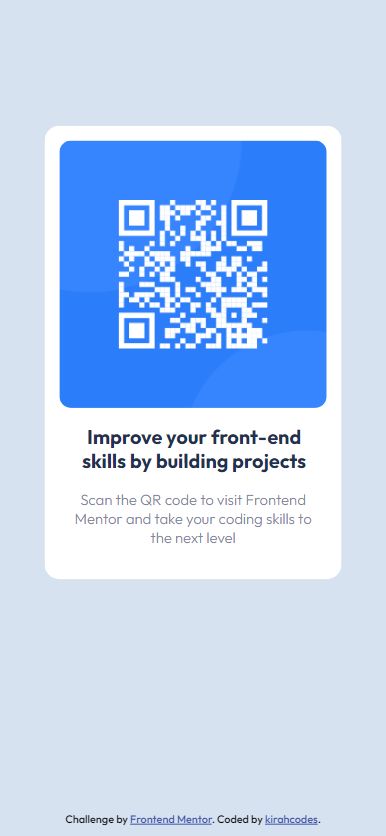 Improve your front-end
skills by building projects
Scan the QR code to visit Frontend
Mentor and take your coding skills to
the next level
Challenge by Frontend Mentor. Coded by kirahcodes.